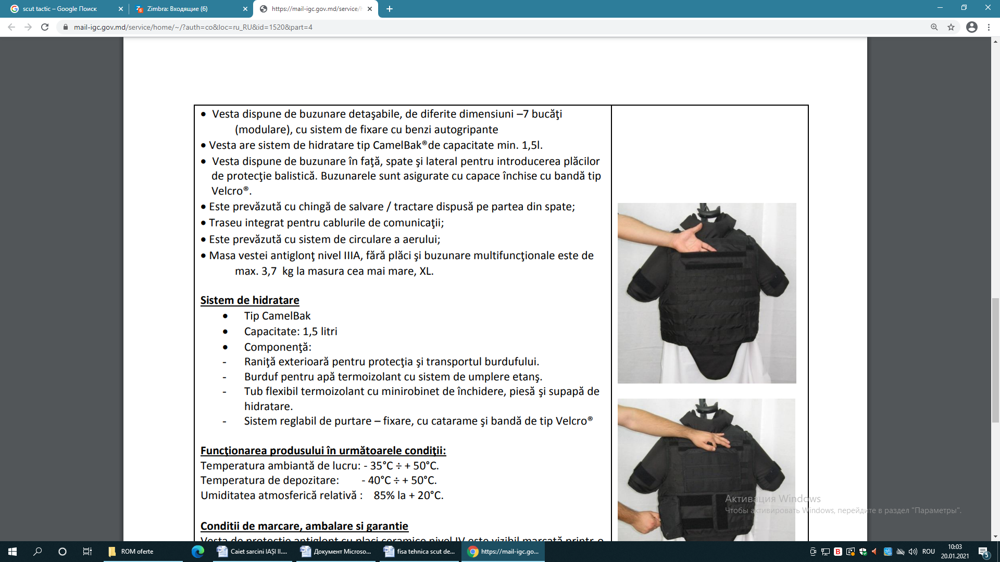 scut tactic – Google Поиск
Zimbra: Входящие (6)
https://mail-igc.gov.md/service/h
mail-igc.gov.md/service/home/~/?auth=co&loc=ru_RU&id=1520&part=4
• Vesta dispune de buzunare detaşabile, de diferite dimensiuni –7 bucăţi
(modulare), cu sistem de fixare cu benzi autogripante
• Vesta are sistem de hidratare tip CamelBak®de capacitate min. 1,5l.
• Vesta dispune de buzunare în faţă, spate şi lateral pentru introducerea plăcilor
de protecţie balistică. Buzunarele sunt asigurate cu capace închise cu bandă tip
Velcro®.
• Este prevăzută cu chingă de salvare / tractare dispusă pe partea din spate;
• Traseu integrat pentru cablurile de comunicaţii;
• Este prevăzută cu sistem de circulare a aerului;
• Masa vestei antiglonţ nivel IIIA, fără plăci şi buzunare multifuncţionale este de
max. 3,7 kg la masura cea mai mare, XL.
Sistem de hidratare
• Tip CamelBak
• Capacitate: 1,5 litri
• Componenţă:
- Raniţă exterioară pentru protecţia şi transportul burdufului.
- Burduf pentru apă termoizolant cu sistem de umplere etanş.
- Tub flexibil termoizolant cu minirobinet de închidere, piesă şi supapă de
hidratare.
- Sistem reglabil de purtare – fixare, cu catarame şi bandă de tip Velcro®
Funcţionarea produsului în următoarele condiţii:
Temperatura ambiantă de lucru: - 35°C ÷ + 50°C.
Temperatura de depozitare: - 40°C ÷ + 50°C.
Umiditatea atmosferică relativă : 85% la + 20°C.
Conditii de marcare, ambalare si garantie
Vesta de protectie antiglont cu placi ceramice nivel IV este vizibil marcată printr-o
Активация Windows
Чтобы активировать Windows, перейдите в раздел "Параметры".
ROM oferte
Caiet sarcini IAȘI II....
Документ Microso...
fisa tehnica scut de...
https://mail-igc.go...
ROU
10:03
20.01.2021
5